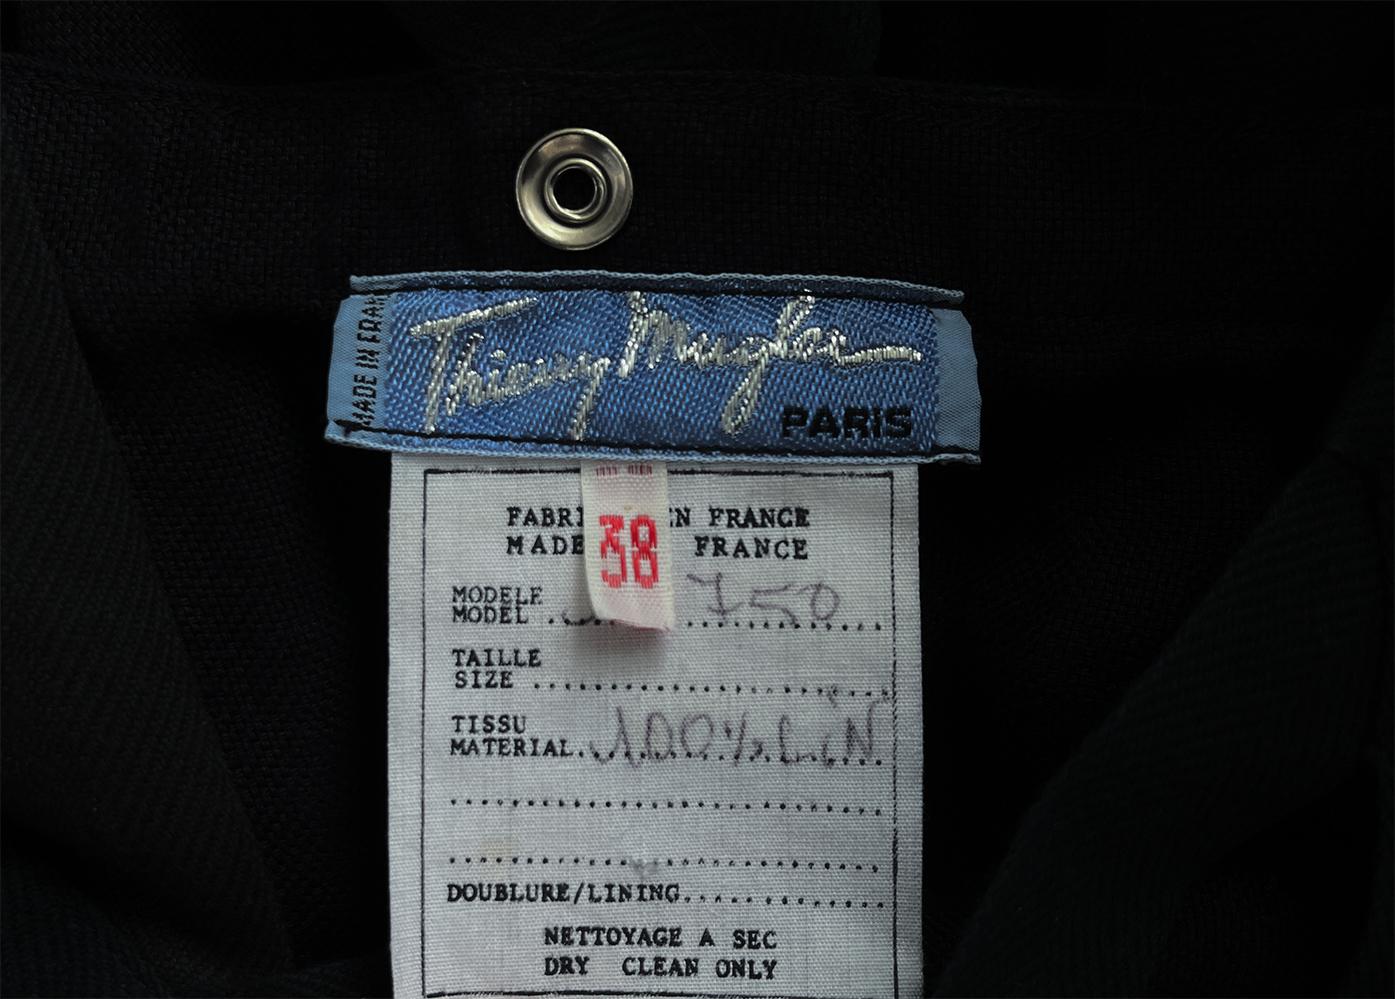 Thierry Mugler
PARIS
MADE IN FRAN
38
FABRI EN FRANCE
MADE FRANCE
MODELE
MODEL 750
TAILLE
SIZE
TISSU
MATERIAL 100% LiN
DOUBLURE/LINING
NETTOYAGE A SEC
DRY CLEAN ONLY